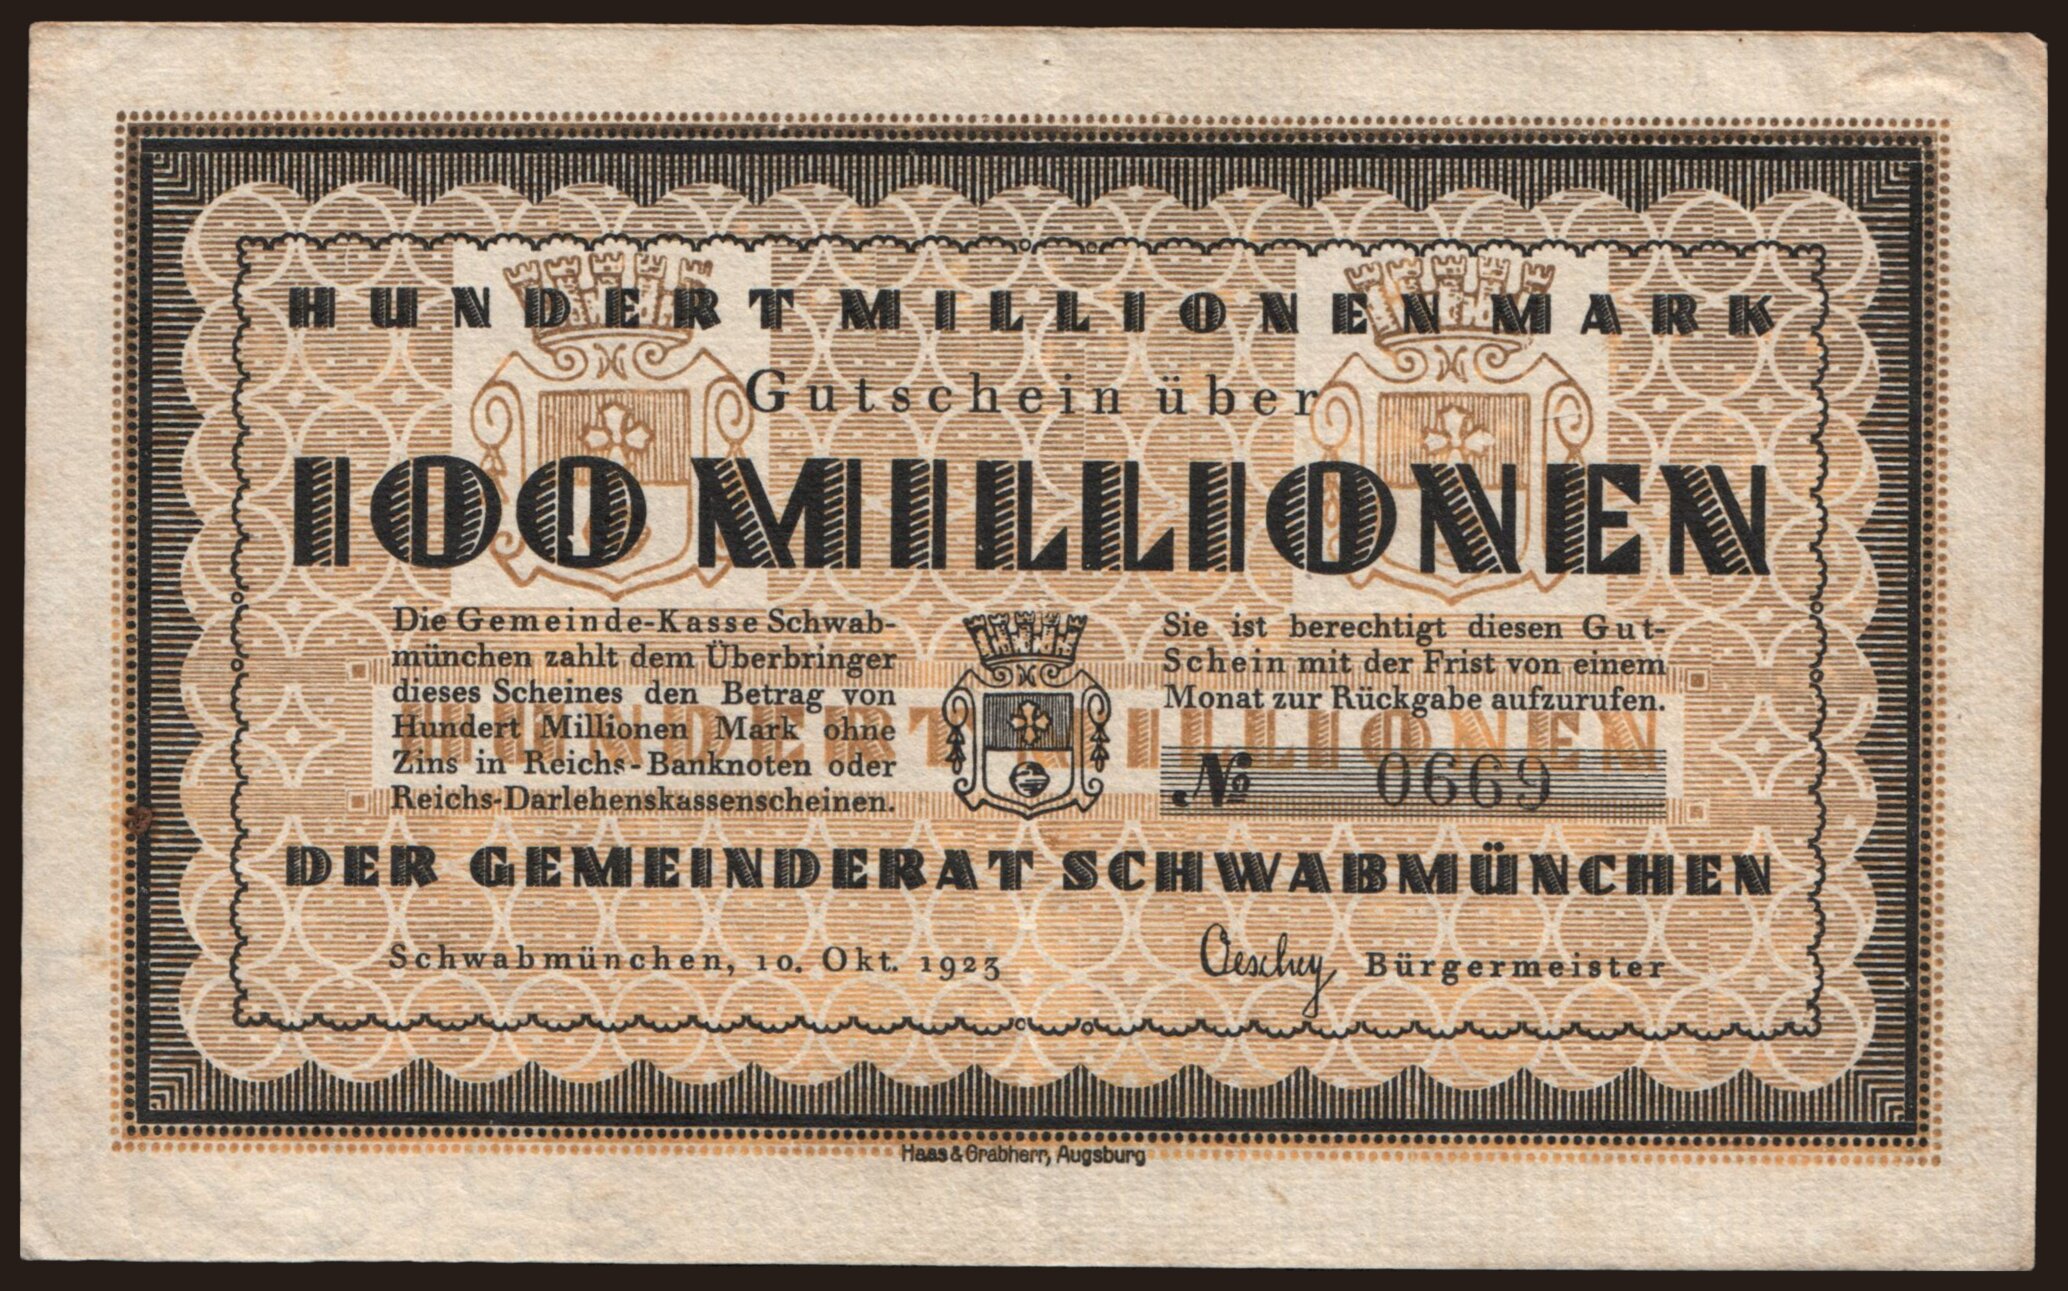 HUNDERT MILLIONEN MARK
Gutschein über
100 MILLIONEN
Die Gemeinde-Kasse Schwab-
münchen zahlt dem Überbringer
dieses Scheines den Betrag von
Hundert Millionen Mark ohne
Zins in Reichs-Banknoten oder
Reichs-Darlehenskassenscheinen.
Sie ist berechtigt diesen Gut-
Schein mit der Frist von einem
Monat zur Rückgabe aufzurufen.
HUNDERT MILLIONEN
№ 0669
DER GEMEINDERAT SCHWABMÜNCHEN
Schwabmünchen, 10. Okt. 1923
Oeschey Bürgermeister
Haas & Grabherr, Augsburg